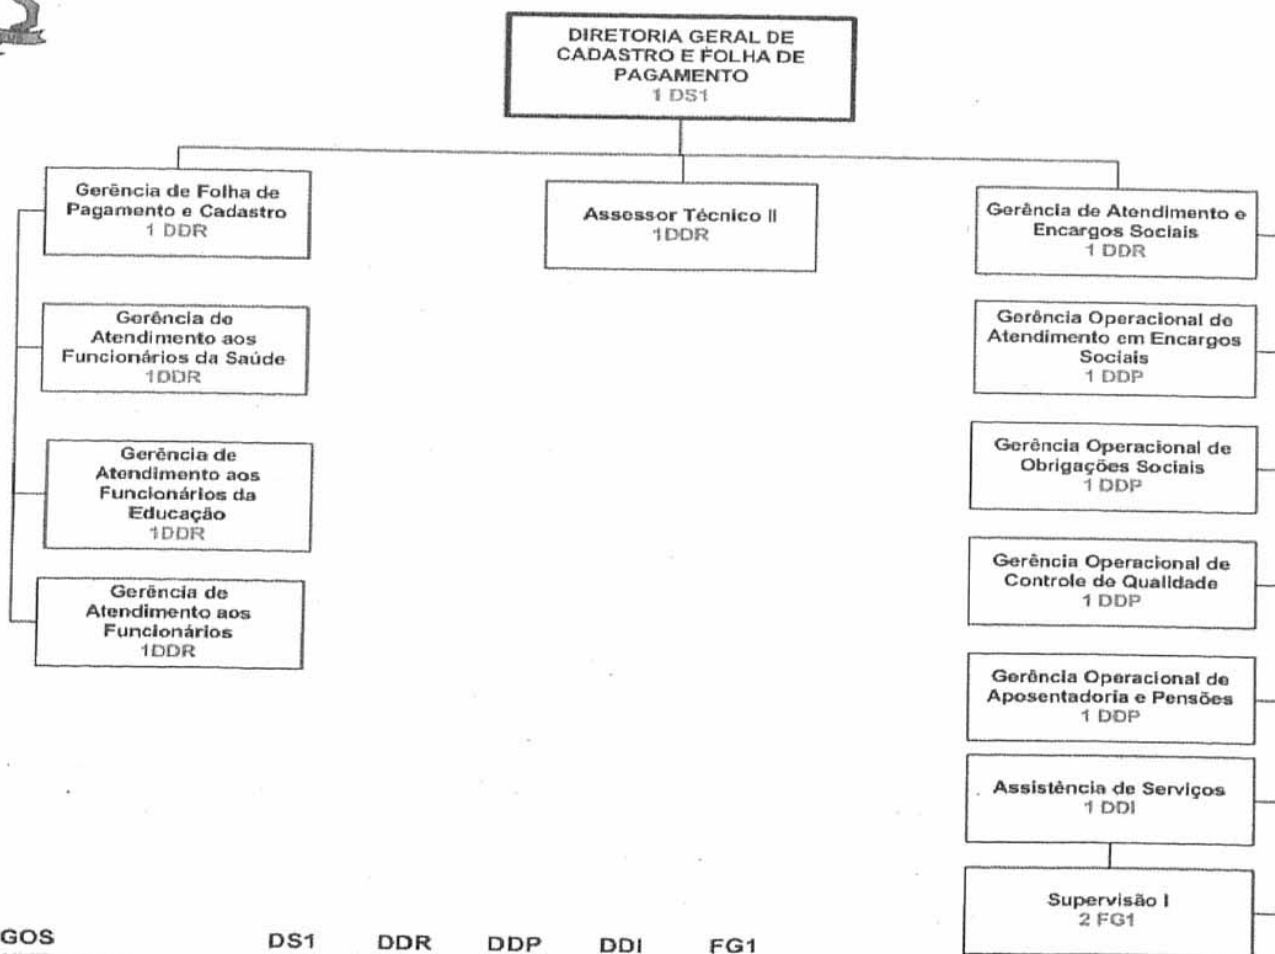 DIRETORIA GERAL DE
CADASTRO E FOLHA DE
PAGAMENTO
1 DS1
Gerência de Folha de
Pagamento e Cadastro
1 DDR
Assessor Técnico II
1DDR
Gerência de Atendimento e
Encargos Sociais
1 DDR
Gerência de
Atendimento aos
Funcionários da Saúde
1DDR
Gerência Operacional de
Atendimento em Encargos
Sociais
1 DDP
Gerência de
Atendimento aos
Funcionários da
Educação
1DDR
Gerência Operacional de
Obrigações Sociais
1 DDP
Gerência de
Atendimento aos
Funcionários
1DDR
Gerência Operacional de
Controle de Qualidade
1 DDP
Gerência Operacional de
Aposentadoria e Pensões
1 DDP
Assistência de Serviços
1 DDI
Supervisão I
2 FG1
GOS DS1 DDR DDP DDI FG1